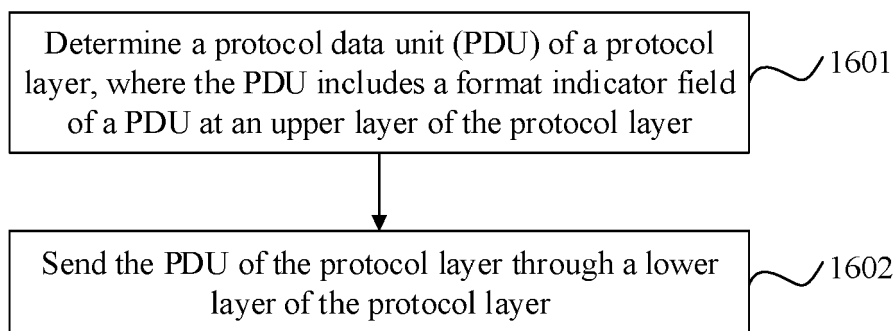 Determine a protocol data unit (PDU) of a protocol
layer, where the PDU includes a format indicator field
of a PDU at an upper layer of the protocol layer
1601
Send the PDU of the protocol layer through a lower
layer of the protocol layer
1602